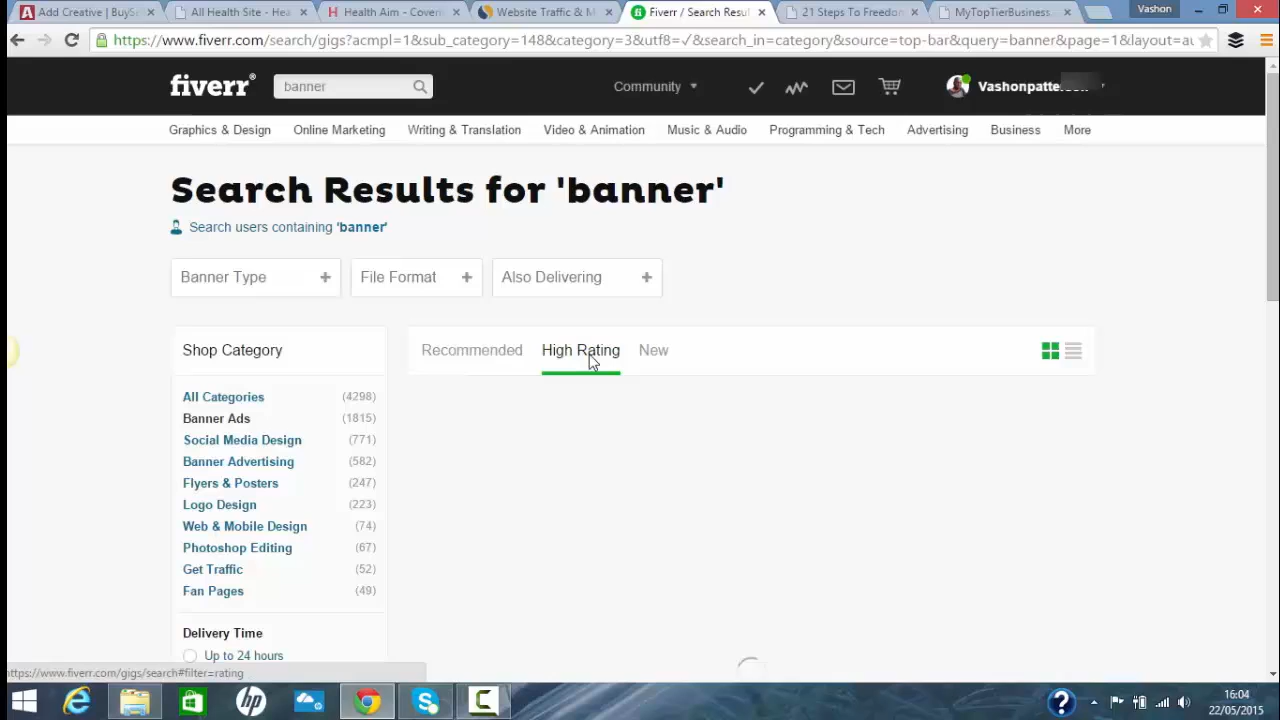 Add Creative | BuySe
All Health Site - Hea
Health Aim - Covere
Website Traffic & M
Fiverr / Search Resul
21 Steps To Freedom
MyTopTierBusiness.
Vashon
https://www.fiverr.com/search/gigs?acmpl=1&sub_category=148&category=3&utf8=✓&search_in=category&source=top-bar&query=banner&page=1&layout=au
fiverr®
banner
Community
Vashonpatte
Graphics & Design
Online Marketing
Writing & Translation
Video & Animation
Music & Audio
Programming & Tech
Advertising
Business
More
Search Results for 'banner'
Search users containing 'banner'
Banner Type +
File Format +
Also Delivering +
Shop Category
Recommended
High Rating
New
All Categories (4298)
Banner Ads (1815)
Social Media Design (771)
Banner Advertising (582)
Flyers & Posters (247)
Logo Design (223)
Web & Mobile Design (74)
Photoshop Editing (67)
Get Traffic (52)
Fan Pages (49)
Delivery Time
Up to 24 hours
https://www.fiverr.com/gigs/search#filter=rating
16:04
22/05/2015